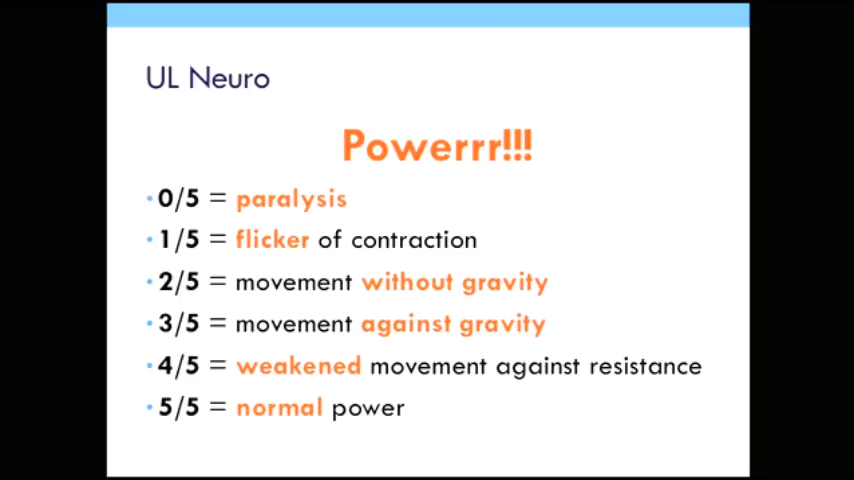 UL Neuro
Powerrr!!!
• 0/5 = paralysis
• 1/5 = flicker of contraction
• 2/5 = movement without gravity
• 3/5 = movement against gravity
• 4/5 = weakened movement against resistance
• 5/5 = normal power